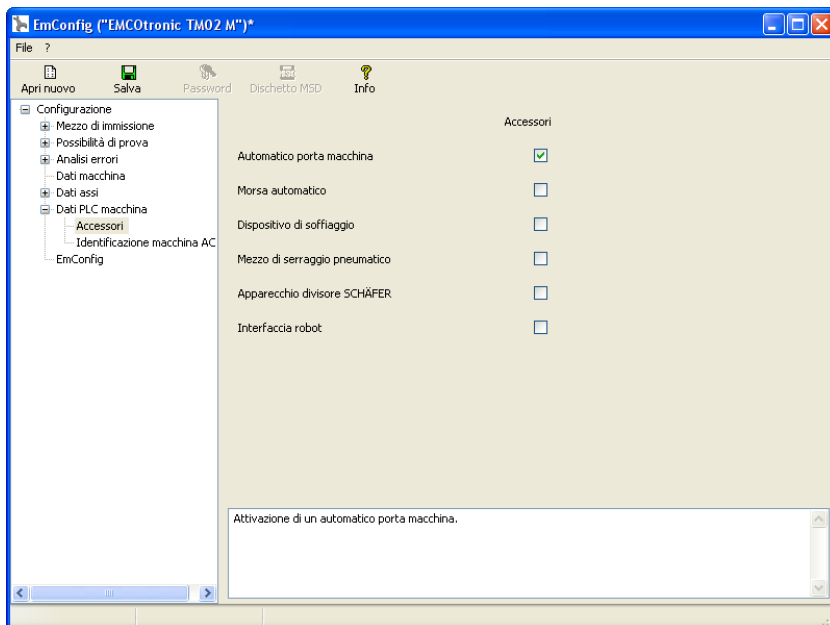 EmConfig ("EMCOtronic TM02 M")*
File ?
Apri nuovo Salva Password Dischetto MSD Info
Configurazione
Mezzo di immissione
Possibilità di prova
Analisi errori
Dati macchina
Dati assi
Dati PLC macchina
Accessori
Identificazione macchina AC
EmConfig
Accessori
Automatico porta macchina
Morsa automatico
Dispositivo di soffiaggio
Mezzo di serraggio pneumatico
Apparecchio divisore SCHÄFER
Interfaccia robot
Attivazione di un automatico porta macchina.